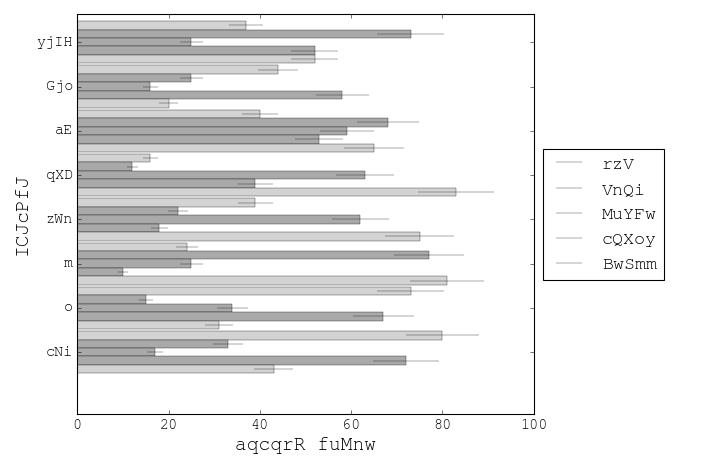 yjIH
Gjo
aE
qXD
zWn
m
o
cNi
ICJcPfJ
0 20 40 60 80 100
aqcqrR fuMnw
rzV
VnQi
MuYFw
cQXoy
BwSmm